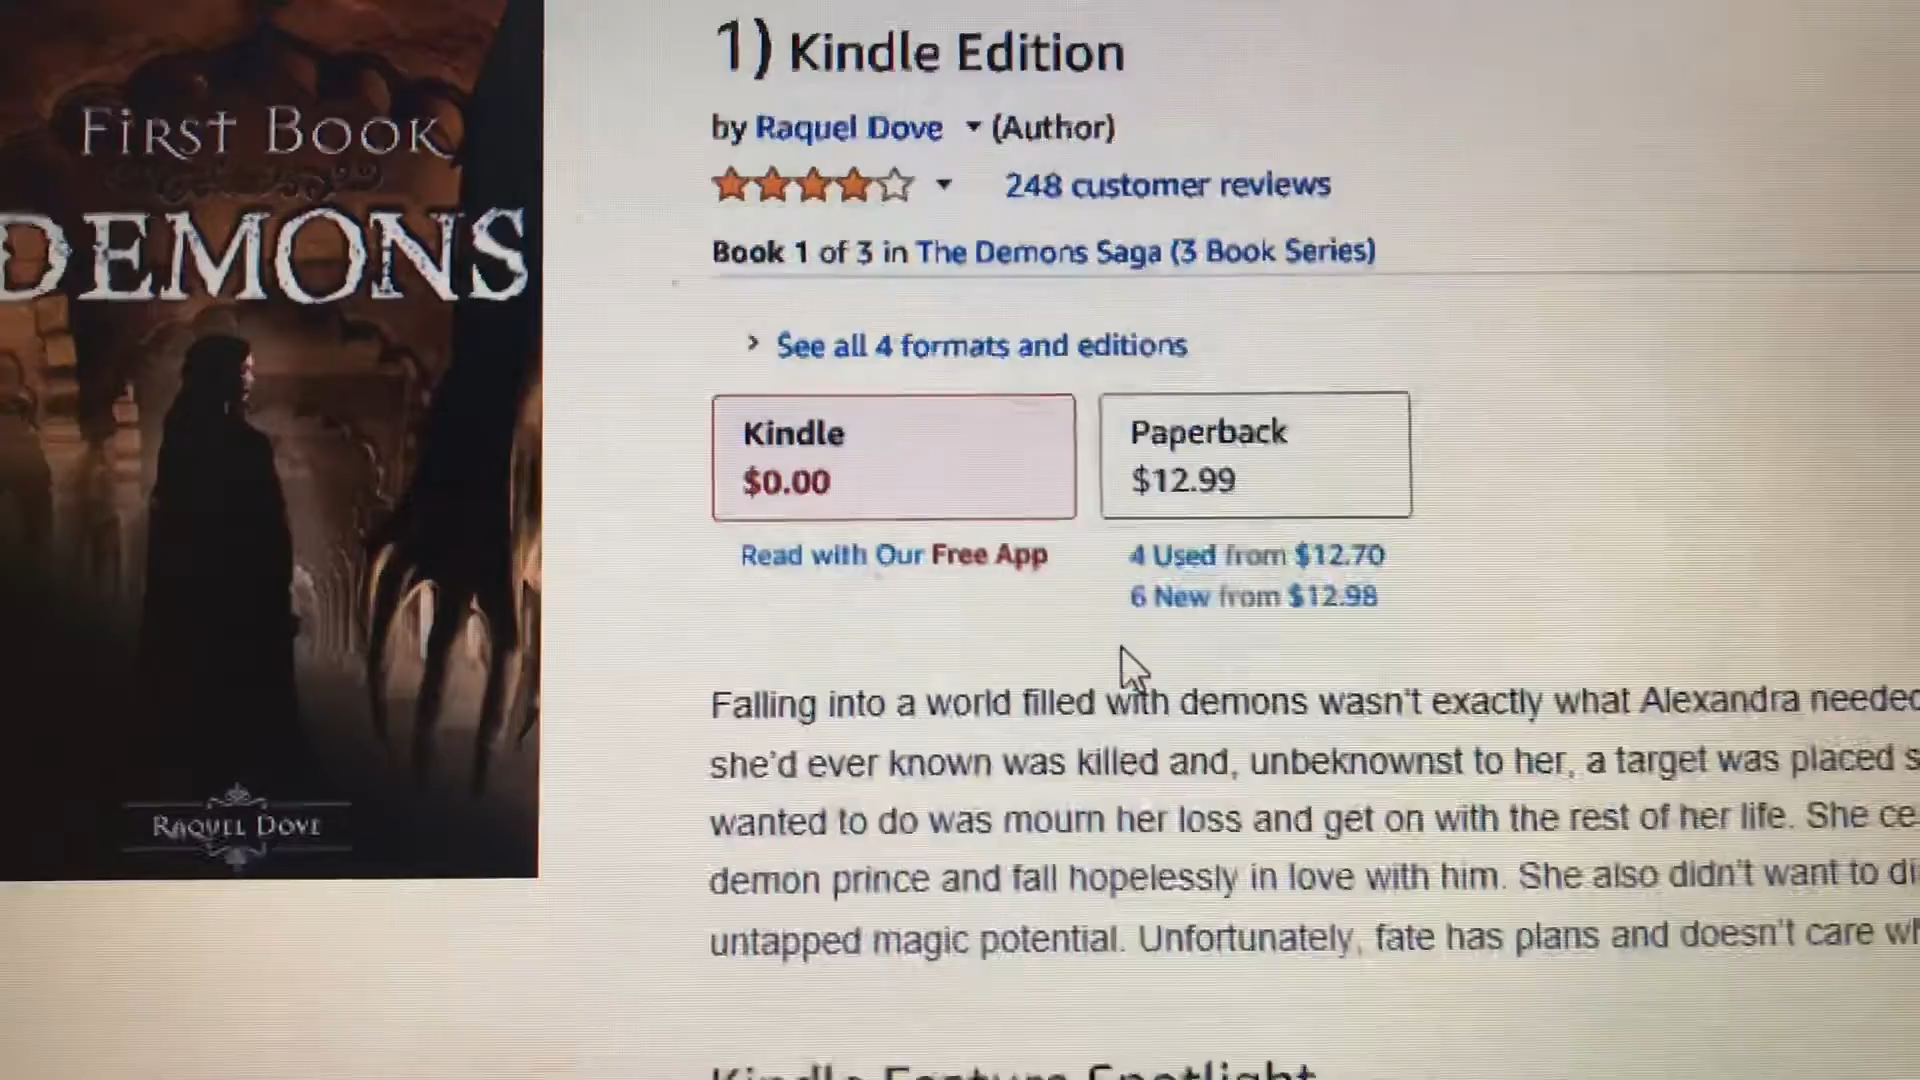 FIRST BOOK
DEMONS
RAQUEL DOVE
1) Kindle Edition
by Raquel Dove (Author)
248 customer reviews
Book 1 of 3 in The Demons Saga (3 Book Series)
› See all 4 formats and editions
Kindle
$0.00
Read with Our Free App
Paperback
$12.99
4 Used from $12.70
6 New from $12.98
Falling into a world filled with demons wasn't exactly what Alexandra needed
she'd ever known was killed and, unbeknownst to her, a target was placed s
wanted to do was mourn her loss and get on with the rest of her life. She ce
demon prince and fall hopelessly in love with him. She also didn't want to di
untapped magic potential. Unfortunately, fate has plans and doesn't care wh
Kindle Feature Spotlight